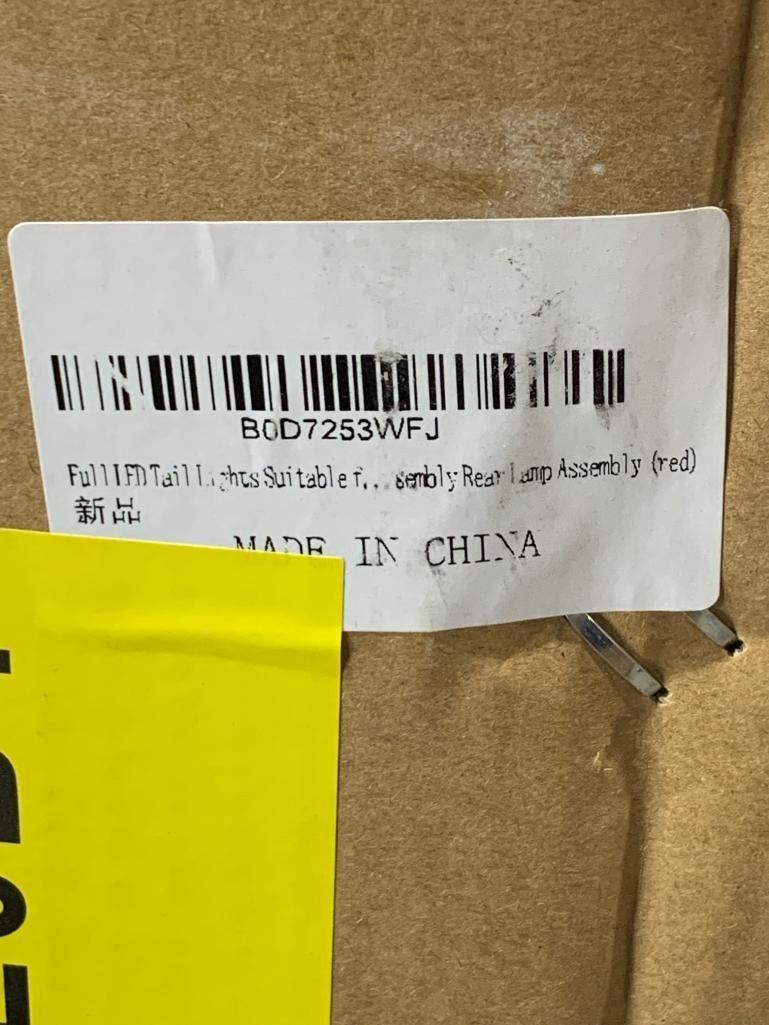 B0D7253WFJ
Full LED Tail Lights Suitable f... sembly Rear Lamp Assembly (red)
新品
MADE IN CHINA